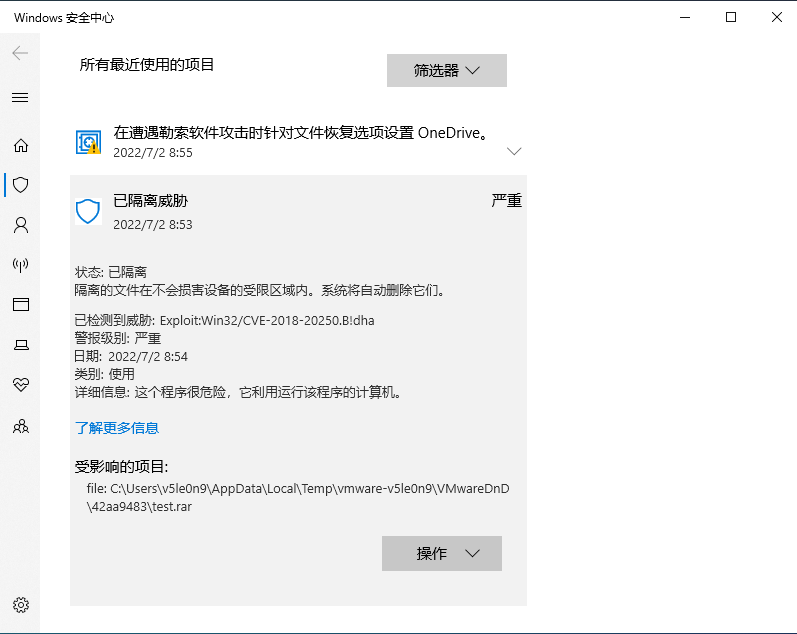 Windows 安全中心
所有最近使用的项目
筛选器
在遭遇勒索软件攻击时针对文件恢复选项设置 OneDrive。
2022/7/2 8:55
已隔离威胁
严重
2022/7/2 8:53
状态: 已隔离
隔离的文件在不会损害设备的受限区域内。系统将自动删除它们。
已检测到威胁: Exploit:Win32/CVE-2018-20250.B!dha
警报级别: 严重
日期: 2022/7/2 8:54
类别: 使用
详细信息: 这个程序很危险，它利用运行该程序的计算机。
了解更多信息
受影响的项目:
file: C:\Users\v5le0n9\AppData\Local\Temp\vmware-v5le0n9\VMwareDnD
\42aa9483\test.rar
操作